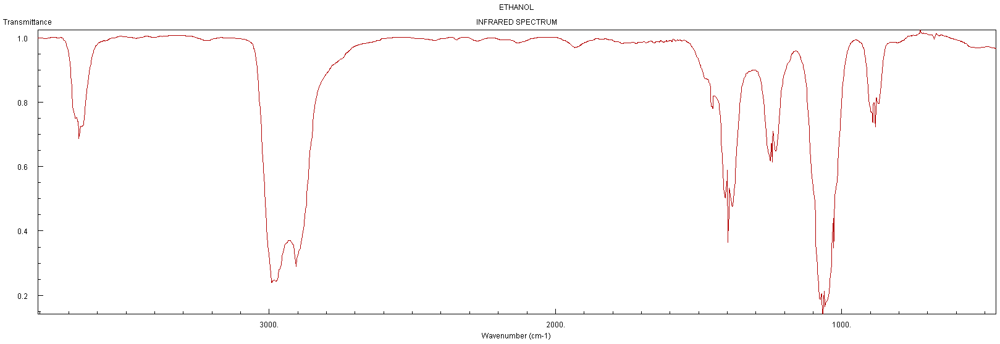 ETHANOL
Transmittance
INFRARED SPECTRUM
1.0
0.8
0.6
0.4
0.2
3000. 2000. 1000.
Wavenumber (cm-1)